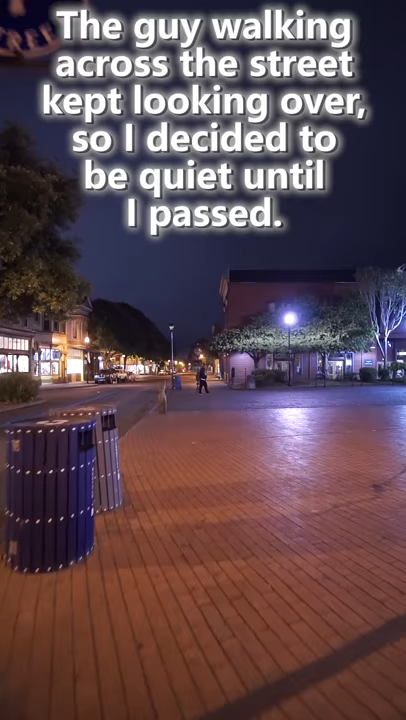 The guy walking
across the street
kept looking over,
so I decided to
be quiet until
I passed.